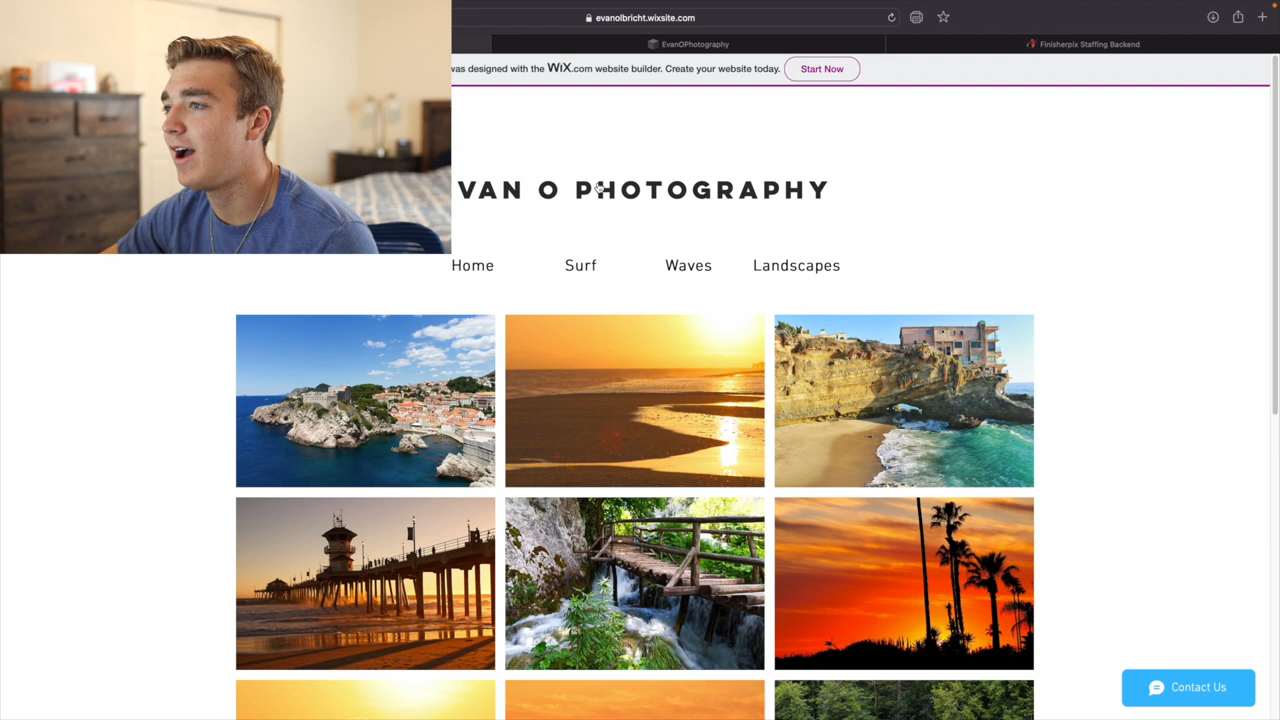 evanolbricht.wixsite.com
EvanOPhotography
Finisherpix Staffing Backend
was designed with the WiX.com website builder. Create your website today.
Start Now
VAN O PHOTOGRAPHY
Home
Surf
Waves
Landscapes
Contact Us